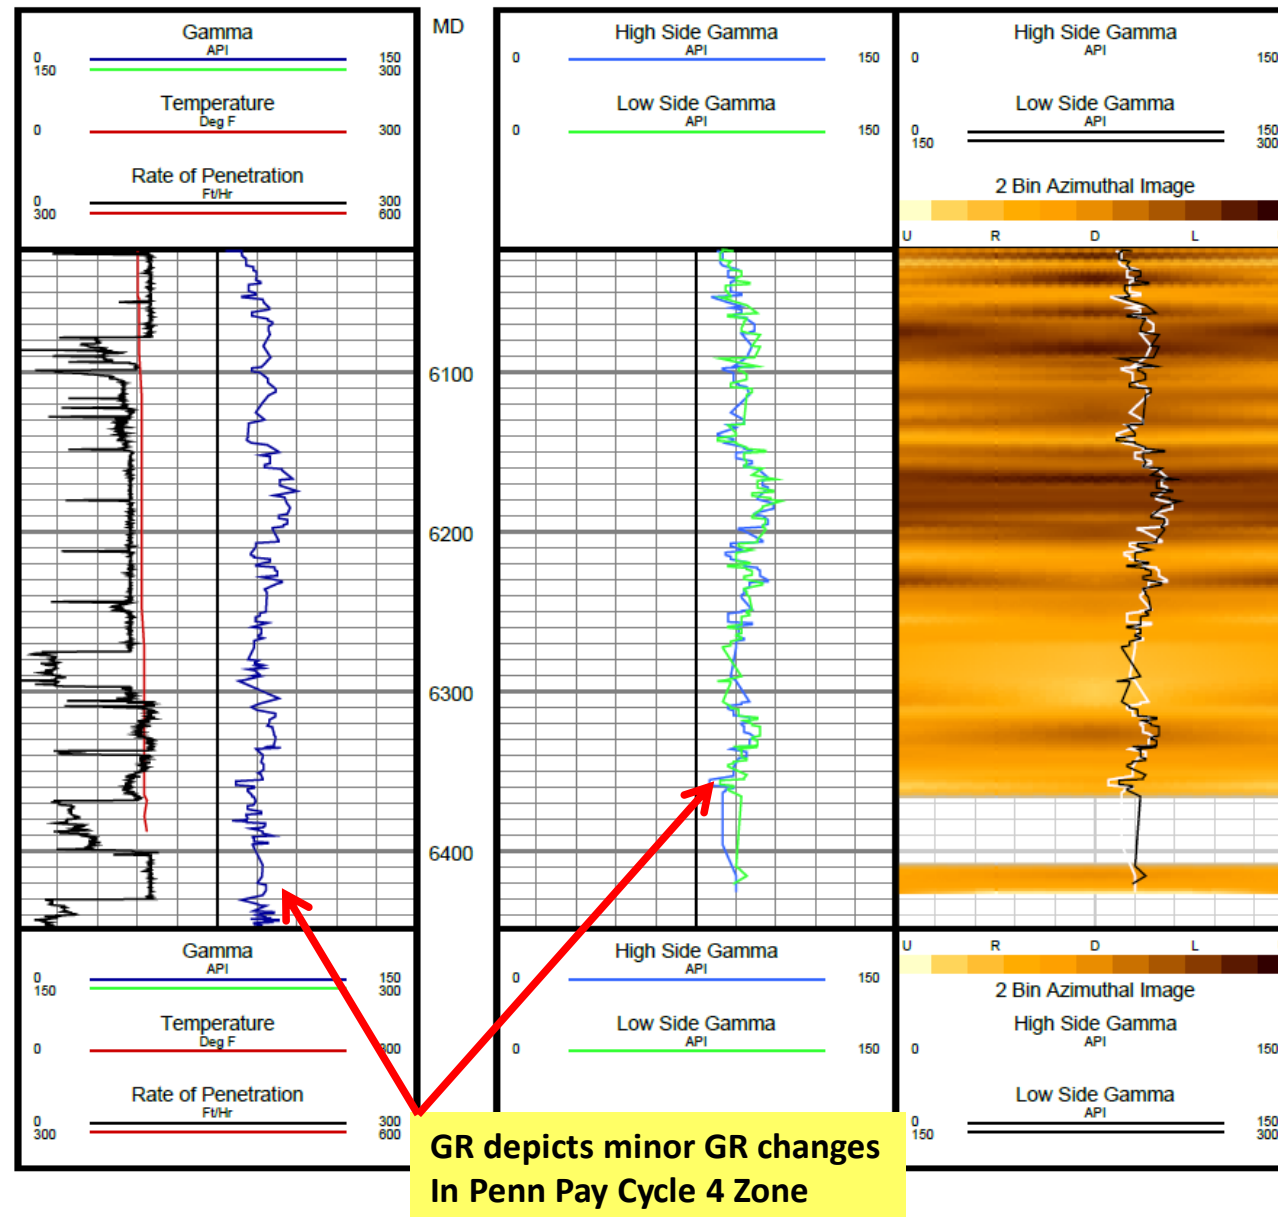 Gamma
API
0 150
150 300
Temperature
Deg F
0 300
Rate of Penetration
Ft/Hr
0 300
300 600
MD
High Side Gamma
API
0 150
Low Side Gamma
API
0 150
High Side Gamma
API
0 150
Low Side Gamma
API
0 150
150 300
2 Bin Azimuthal Image
U R D L
6100
6200
6300
6400
Gamma
API
0 150
150 300
Temperature
Deg F
0 300
Rate of Penetration
Ft/Hr
0 300
300 600
High Side Gamma
API
0 150
Low Side Gamma
API
0 150
U R D L
2 Bin Azimuthal Image
High Side Gamma
API
0 150
Low Side Gamma
API
0 150
150 300
GR depicts minor GR changes
In Penn Pay Cycle 4 Zone